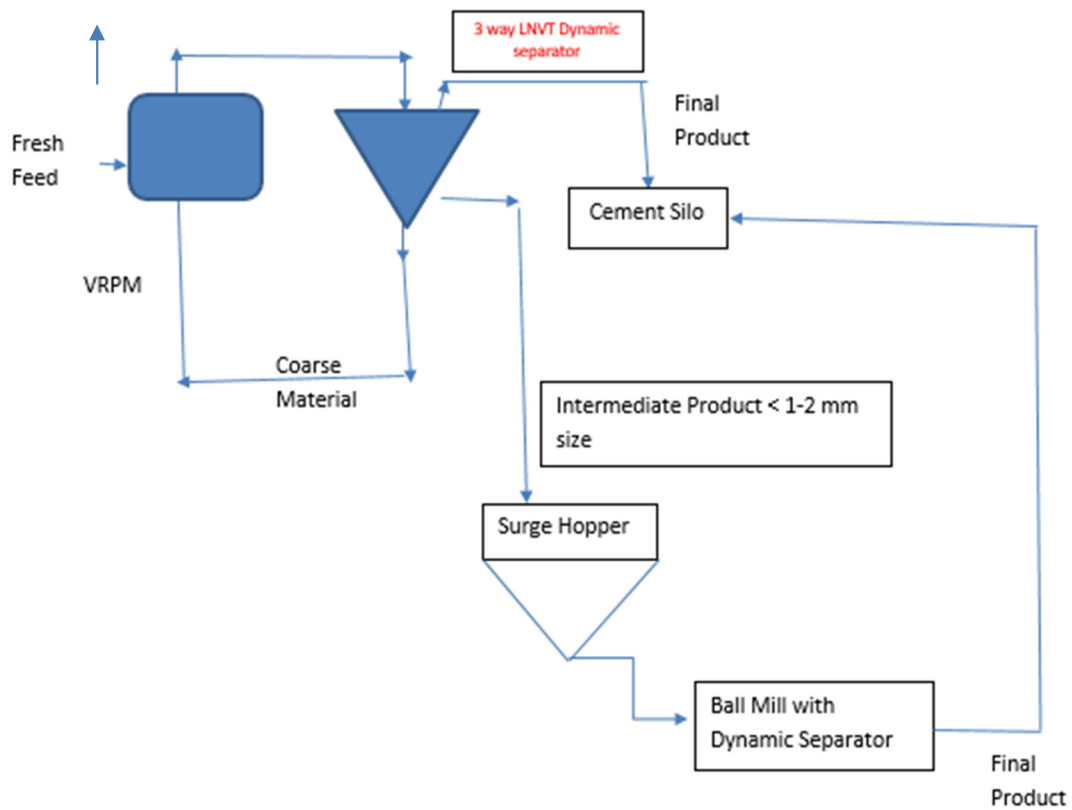 3 way LNVT Dynamic
separator
Fresh
Feed
Final
Product
Cement Silo
VRPM
Coarse
Material
Intermediate Product < 1-2 mm
size
Surge Hopper
Ball Mill with
Dynamic Separator
Final
Product